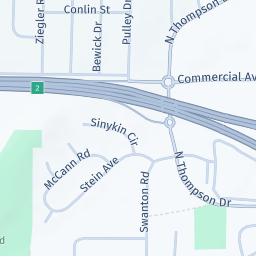 Conlin St
Ziegler R
Bewick Dr
Pulley Dr
N Thompson D
Commercial Av
2
Sinykin Cir
McCann Rd
Stein Ave
Swanton Rd
N Thompson Dr
d